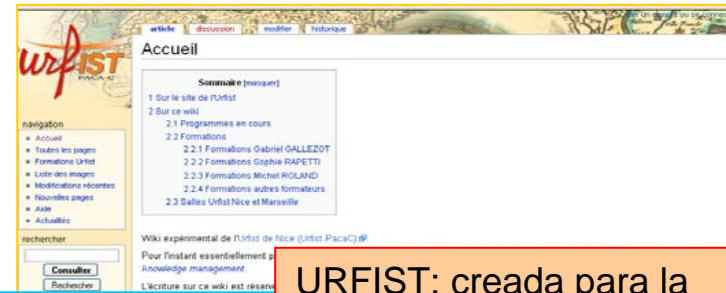 article discussion modifier historique
urfist
PACA C
Accueil
Sommaire [masquer]
1 Sur le site de l'Urfist
2 Sur ce wiki
2.1 Programmes en cours
2.2 Formations
2.2.1 Formations Gabriel GALLEZOT
2.2.2 Formations Sophie RAPETTI
2.2.3 Formations Michel ROLAND
2.2.4 Formations autres formateurs
2.3 Salles Urfist Nice et Marseille
navigation
Accueil
Toutes les pages
Formations Urfist
Liste des images
Modifications récentes
Nouvelles pages
Aide
Actualités
rechercher
Consulter
Rechercher
Wiki expérimental de l'Urfist de Nice (Urfist PacaC)
Pour l'instant essentiellement
knowledge management.
L'écriture sur ce wiki est
URFIST: creada para la